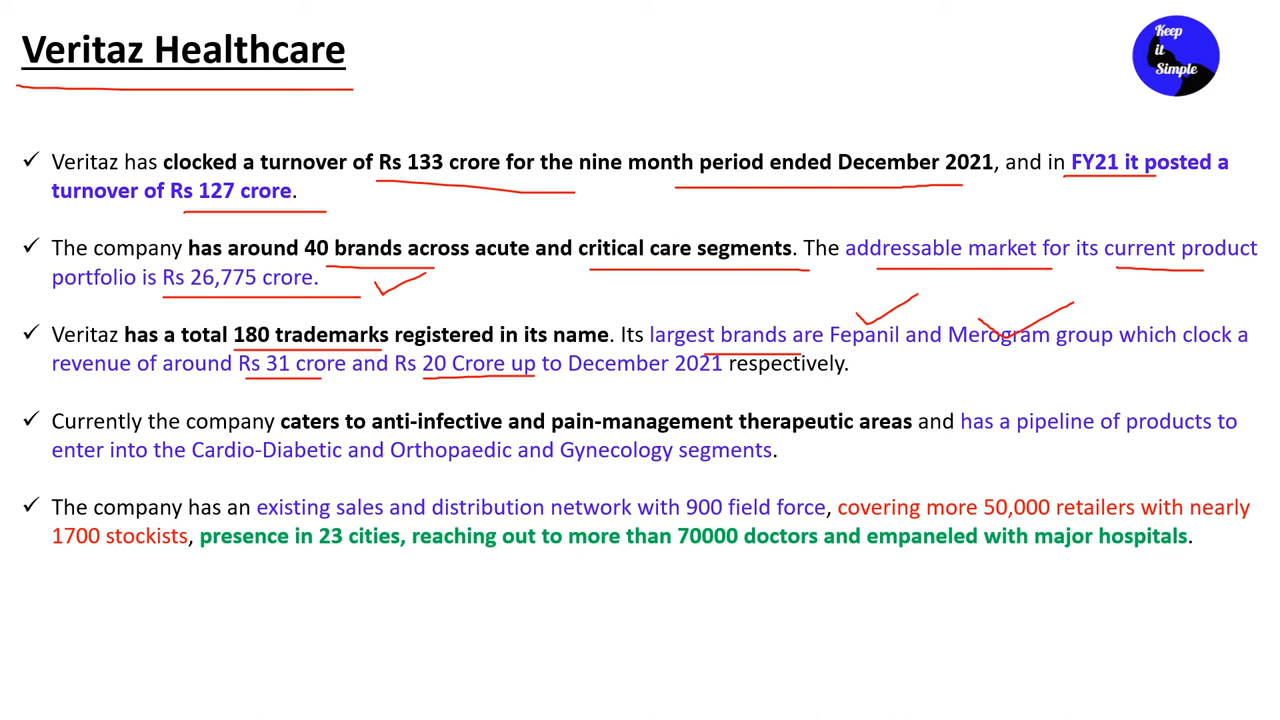 Veritaz Healthcare
Keep
it
Simple
✓ Veritaz has clocked a turnover of Rs 133 crore for the nine month period ended December 2021, and in FY21 it posted a
turnover of Rs 127 crore.
✓ The company has around 40 brands across acute and critical care segments. The addressable market for its current product
portfolio is Rs 26,775 crore.
✓ Veritaz has a total 180 trademarks registered in its name. Its largest brands are Fepanil and Merogram group which clock a
revenue of around Rs 31 crore and Rs 20 Crore up to December 2021 respectively.
✓ Currently the company caters to anti-infective and pain-management therapeutic areas and has a pipeline of products to
enter into the Cardio-Diabetic and Orthopaedic and Gynecology segments.
✓ The company has an existing sales and distribution network with 900 field force, covering more 50,000 retailers with nearly
1700 stockists, presence in 23 cities, reaching out to more than 70000 doctors and empaneled with major hospitals.